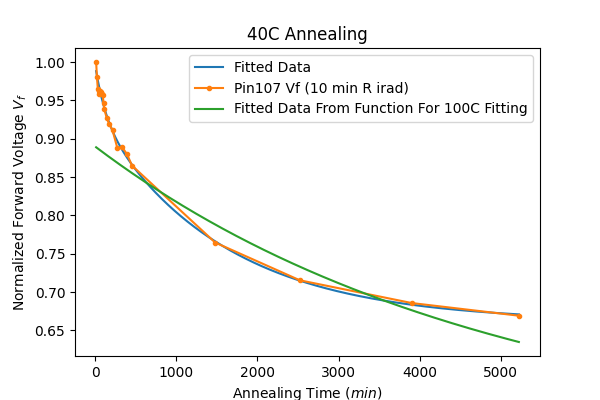 40C Annealing
Fitted Data
Pin107 Vf (10 min R irad)
Fitted Data From Function For 100C Fitting
Normalized Forward Voltage V_f
1.00
0.95
0.90
0.85
0.80
0.75
0.70
0.65
0 1000 2000 3000 4000 5000
Annealing Time (min)